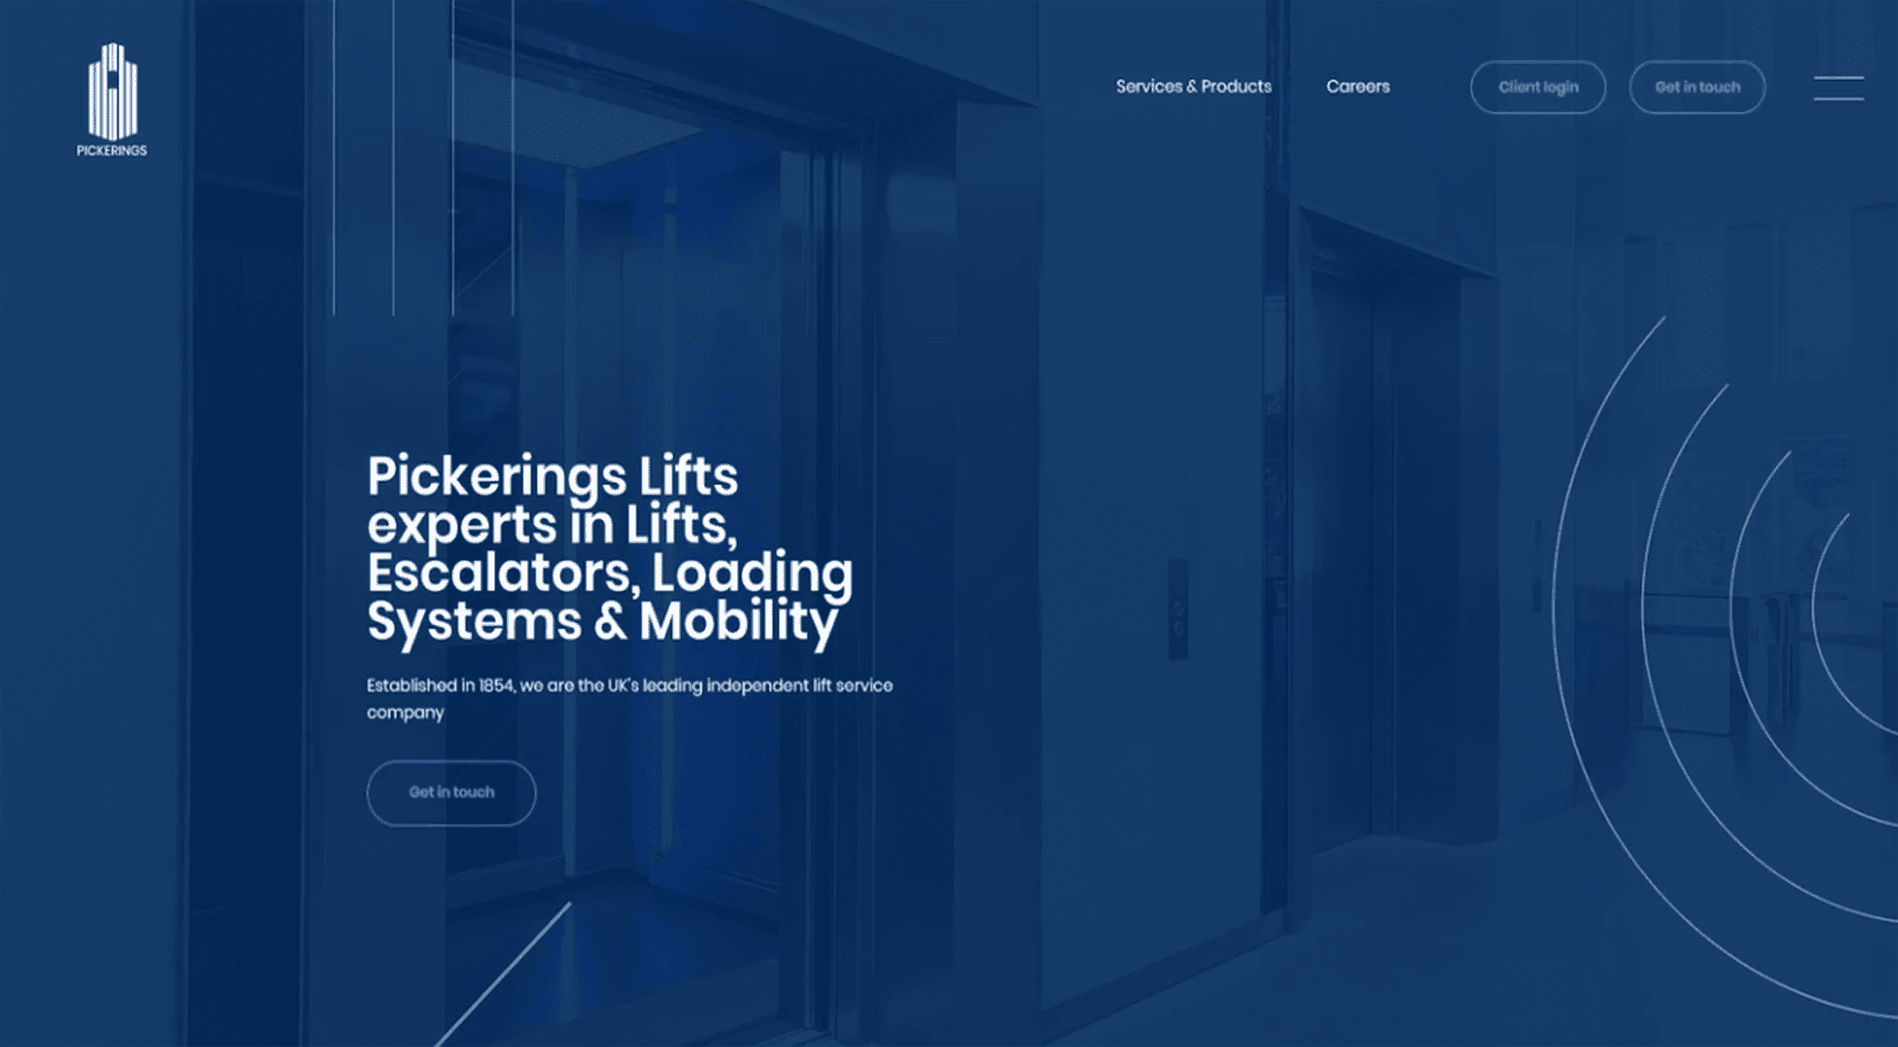 PICKERINGS
Services & Products
Careers
Client login
Get in touch
Pickerings Lifts
experts in Lifts,
Escalators, Loading
Systems & Mobility
Established in 1854, we are the UK's leading independent lift service
company
Get in touch